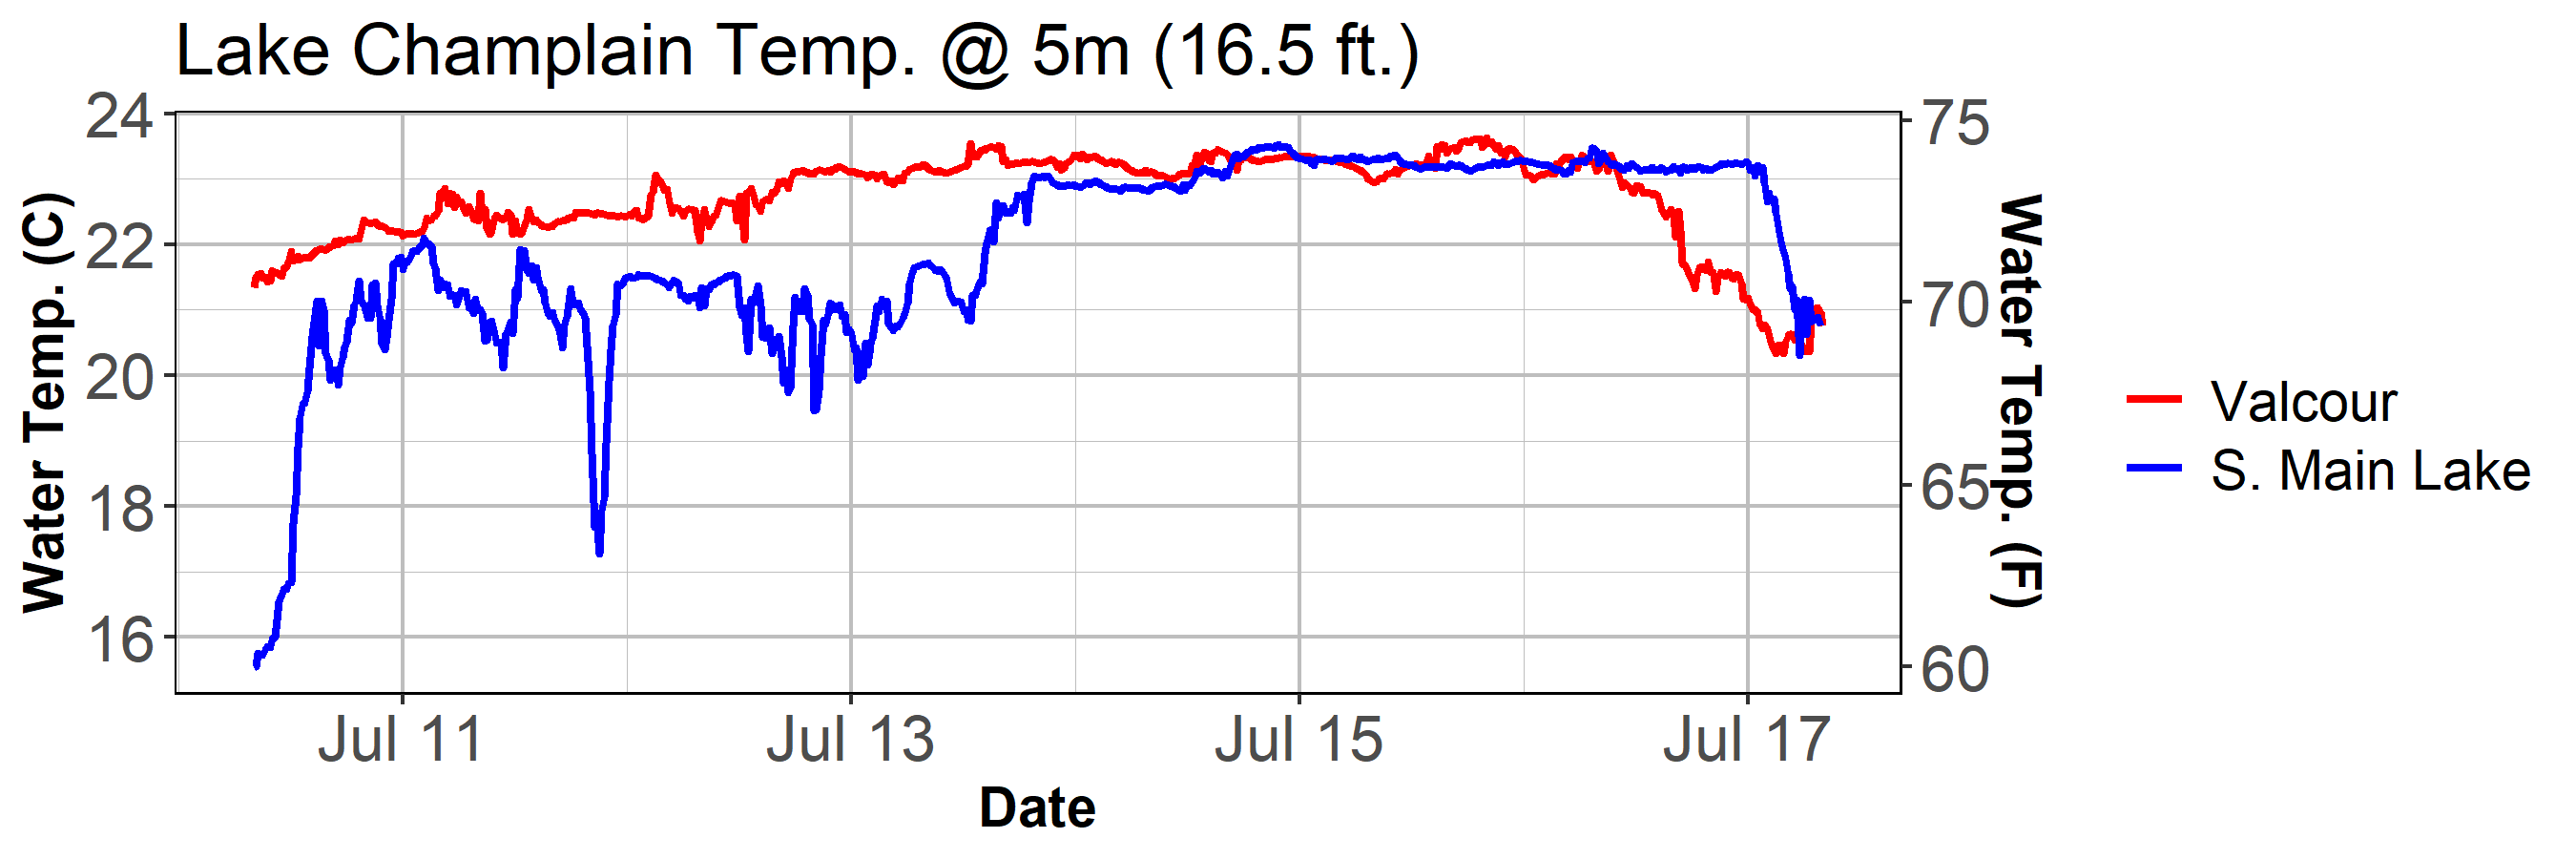 Lake Champlain Temp. @ 5m (16.5 ft.)
Water Temp. (C)
24
22
20
18
16
75
70
65
60
Water Temp. (F)
Jul 11
Jul 13
Jul 15
Jul 17
Date
Valcour
S. Main Lake